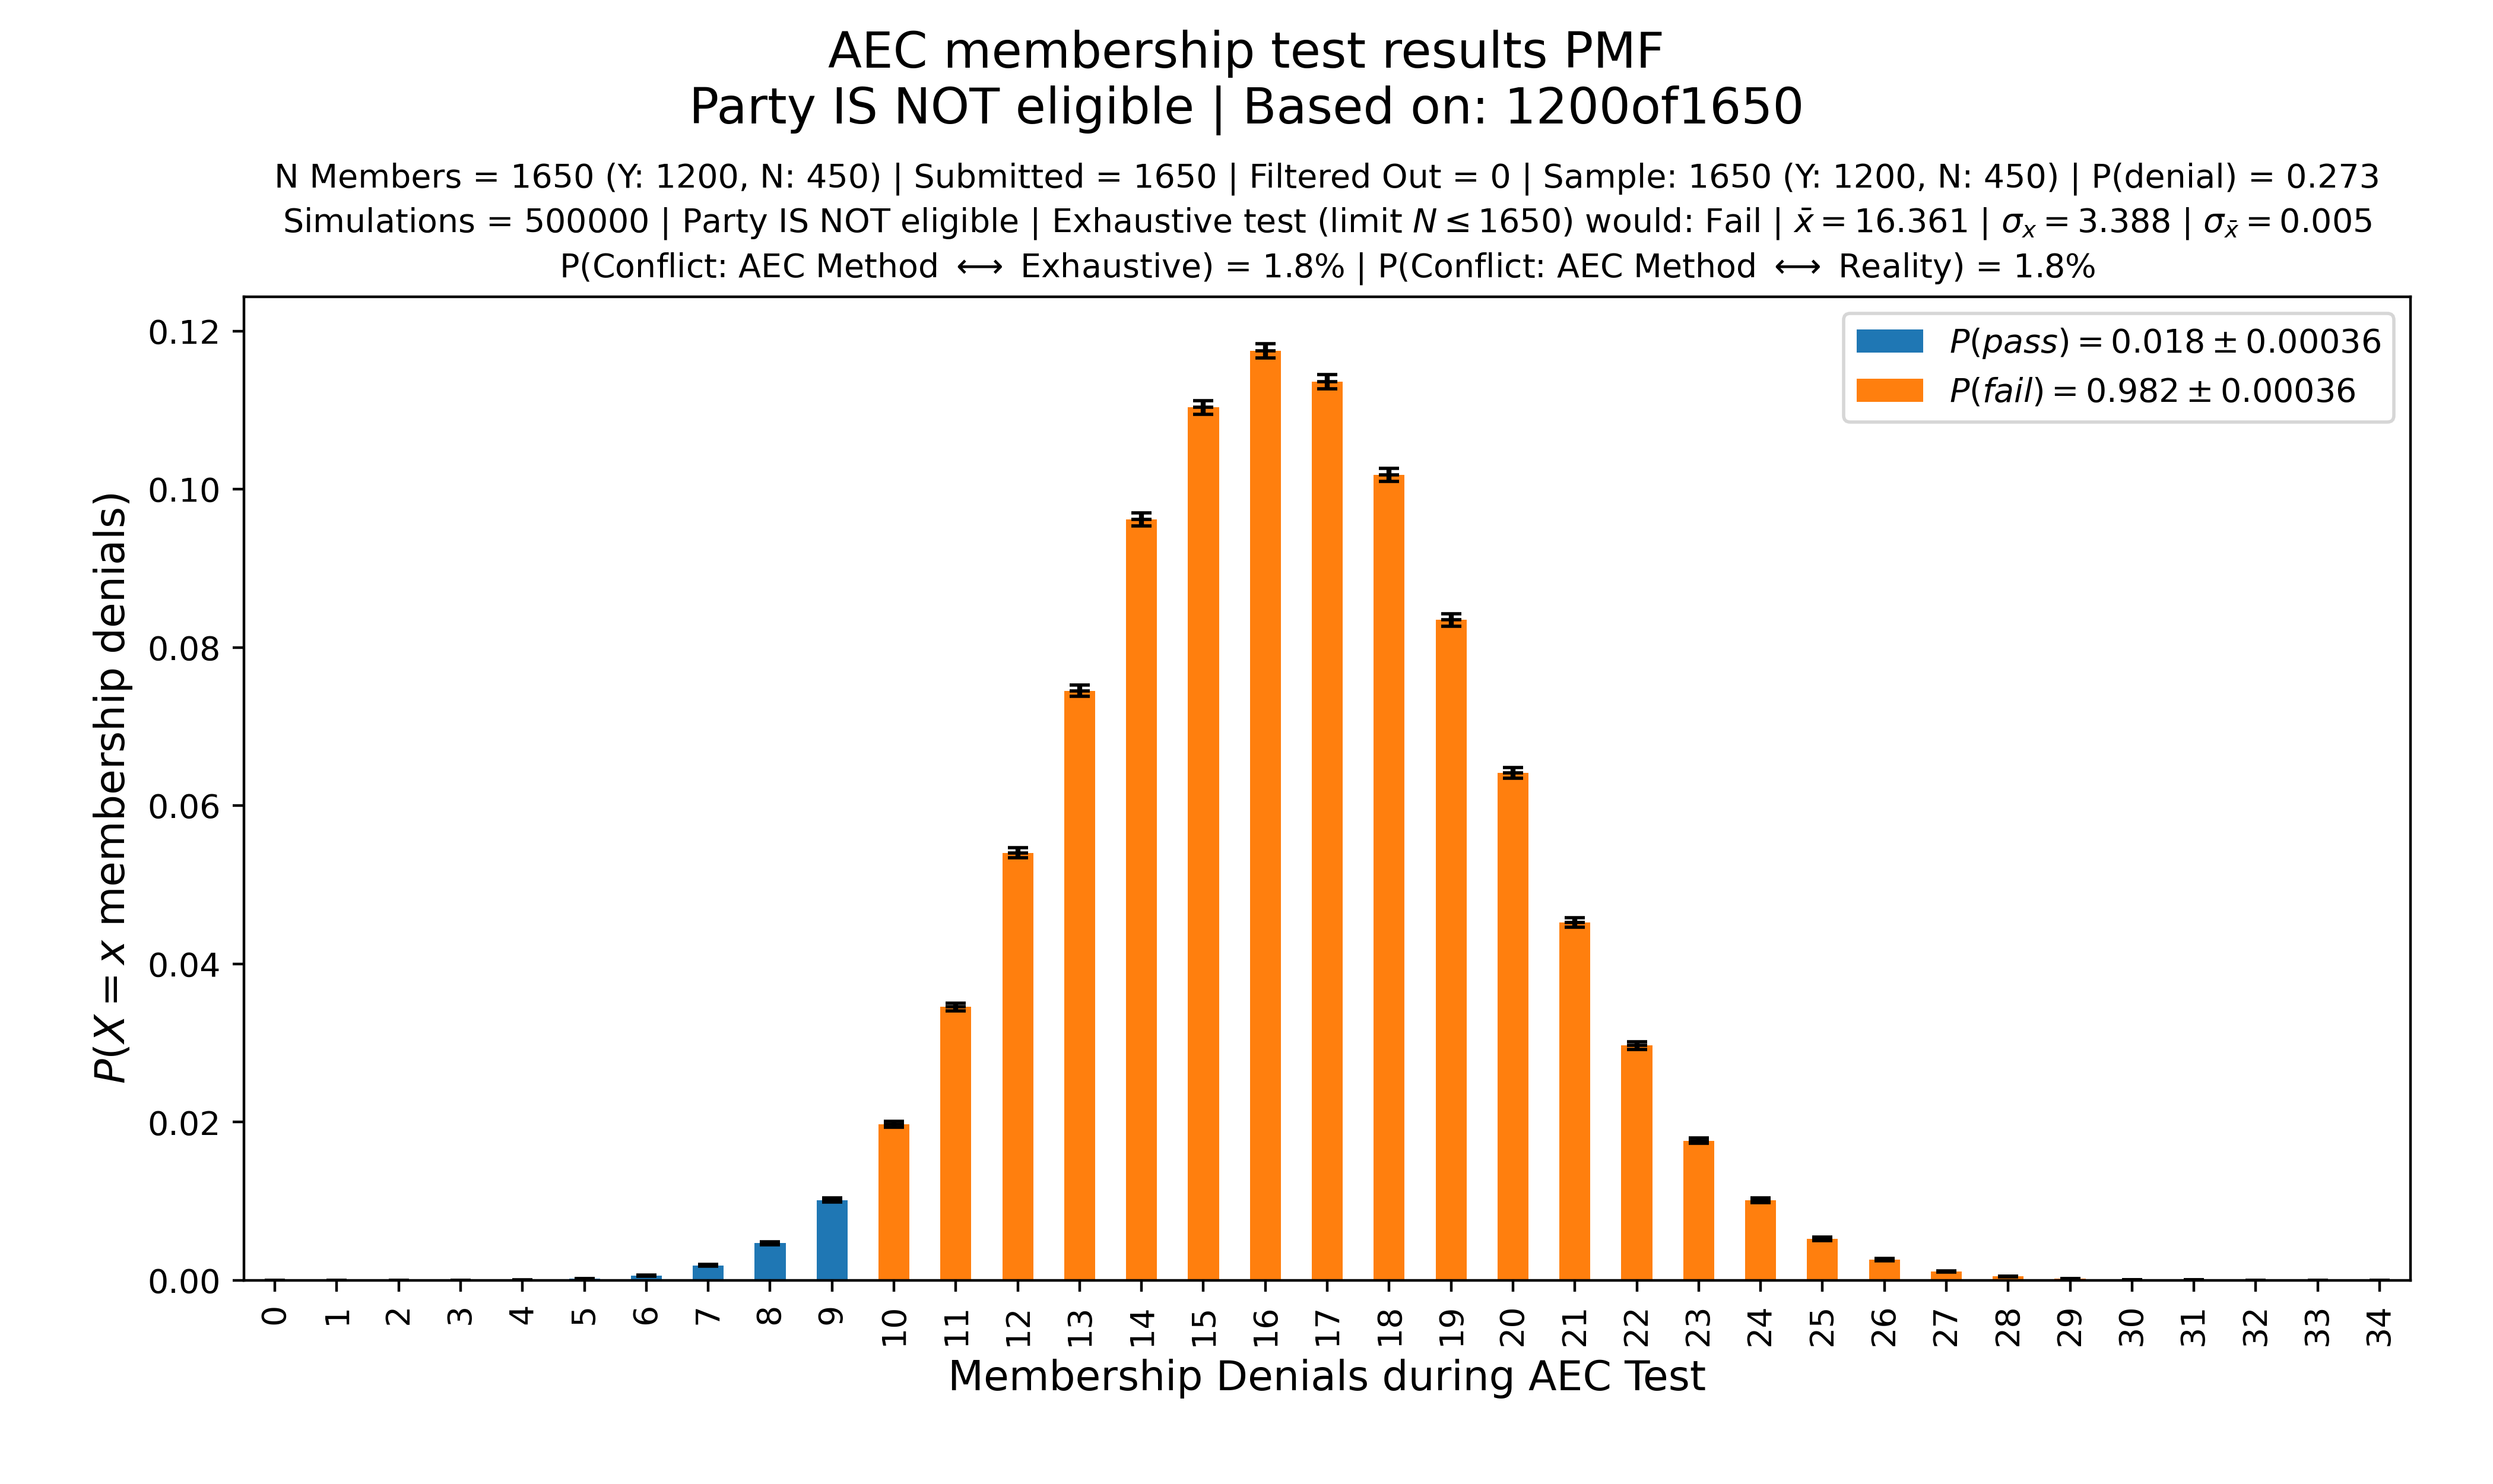 AEC membership test results PMF
Party IS NOT eligible | Based on: 1200of1650
N Members = 1650 (Y: 1200, N: 450) | Submitted = 1650 | Filtered Out = 0 | Sample: 1650 (Y: 1200, N: 450) | P(denial) = 0.273
Simulations = 500000 | Party IS NOT eligible | Exhaustive test (limit N ≤ 1650) would: Fail | x̄ = 16.361 | σₓ = 3.388 | σ_x̄ = 0.005
P(Conflict: AEC Method ⟷ Exhaustive) = 1.8% | P(Conflict: AEC Method ⟷ Reality) = 1.8%
P(pass) = 0.018 ± 0.00036
P(fail) = 0.982 ± 0.00036
P(X = x membership denials)
0.12
0.10
0.08
0.06
0.04
0.02
0.00
0 1 2 3 4 5 6 7 8 9 10 11 12 13 14 15 16 17 18 19 20 21 22 23 24 25 26 27 28 29 30 31 32 33 34
Membership Denials during AEC Test